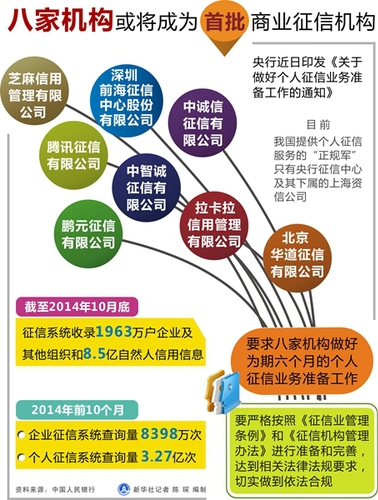 八家机构或将成为首批商业征信机构
央行近日印发《关于
做好个人征信业务准
备工作的通知》
目前
我国提供个人征信
服务的“正规军”
只有央行征信中心
及其下属的上海资
信公司
芝麻信用
管理有限
公司
深圳
前海征信
中心股份
有限公司
中诚信
征信有
限公司
腾讯征信
有限公司
中智诚
征信有
限公司
鹏元征信
有限公司
拉卡拉
信用管理
有限公司
北京
华道征信
有限公司
截至2014年10月底
征信系统收录1963万户企业及
其他组织和8.5亿自然人信用信息
要求八家机构做好
为期六个月的个人
征信业务准备工作
2014年前10个月
企业征信系统查询量8398万次
个人征信系统查询量3.27亿次
要严格按照《征信业管理
条例》和《征信机构管理
办法》进行准备和完善，
达到相关法律法规要求，
切实做到依法合规
资料来源：中国人民银行
新华社记者 陈琛 编制